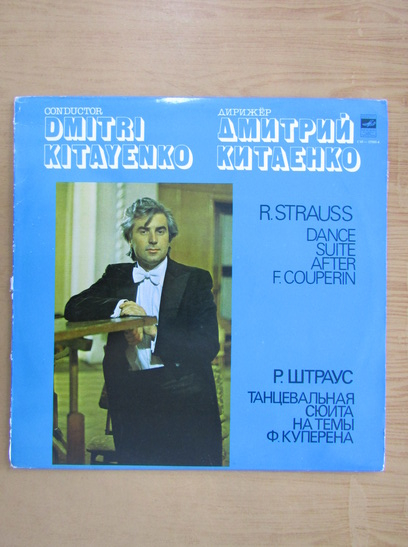 CONDUCTOR
DMITRI
KITAYENKO
ДИРИЖЁР
ДМИТРИЙ
КИТАЕНКО
R. STRAUSS
DANCE
SUITE
AFTER
F. COUPERIN
Р. ШТРАУС
ТАНЦЕВАЛЬНАЯ
СЮИТА
НА ТЕМЫ
Ф. КУПЕРЕНА